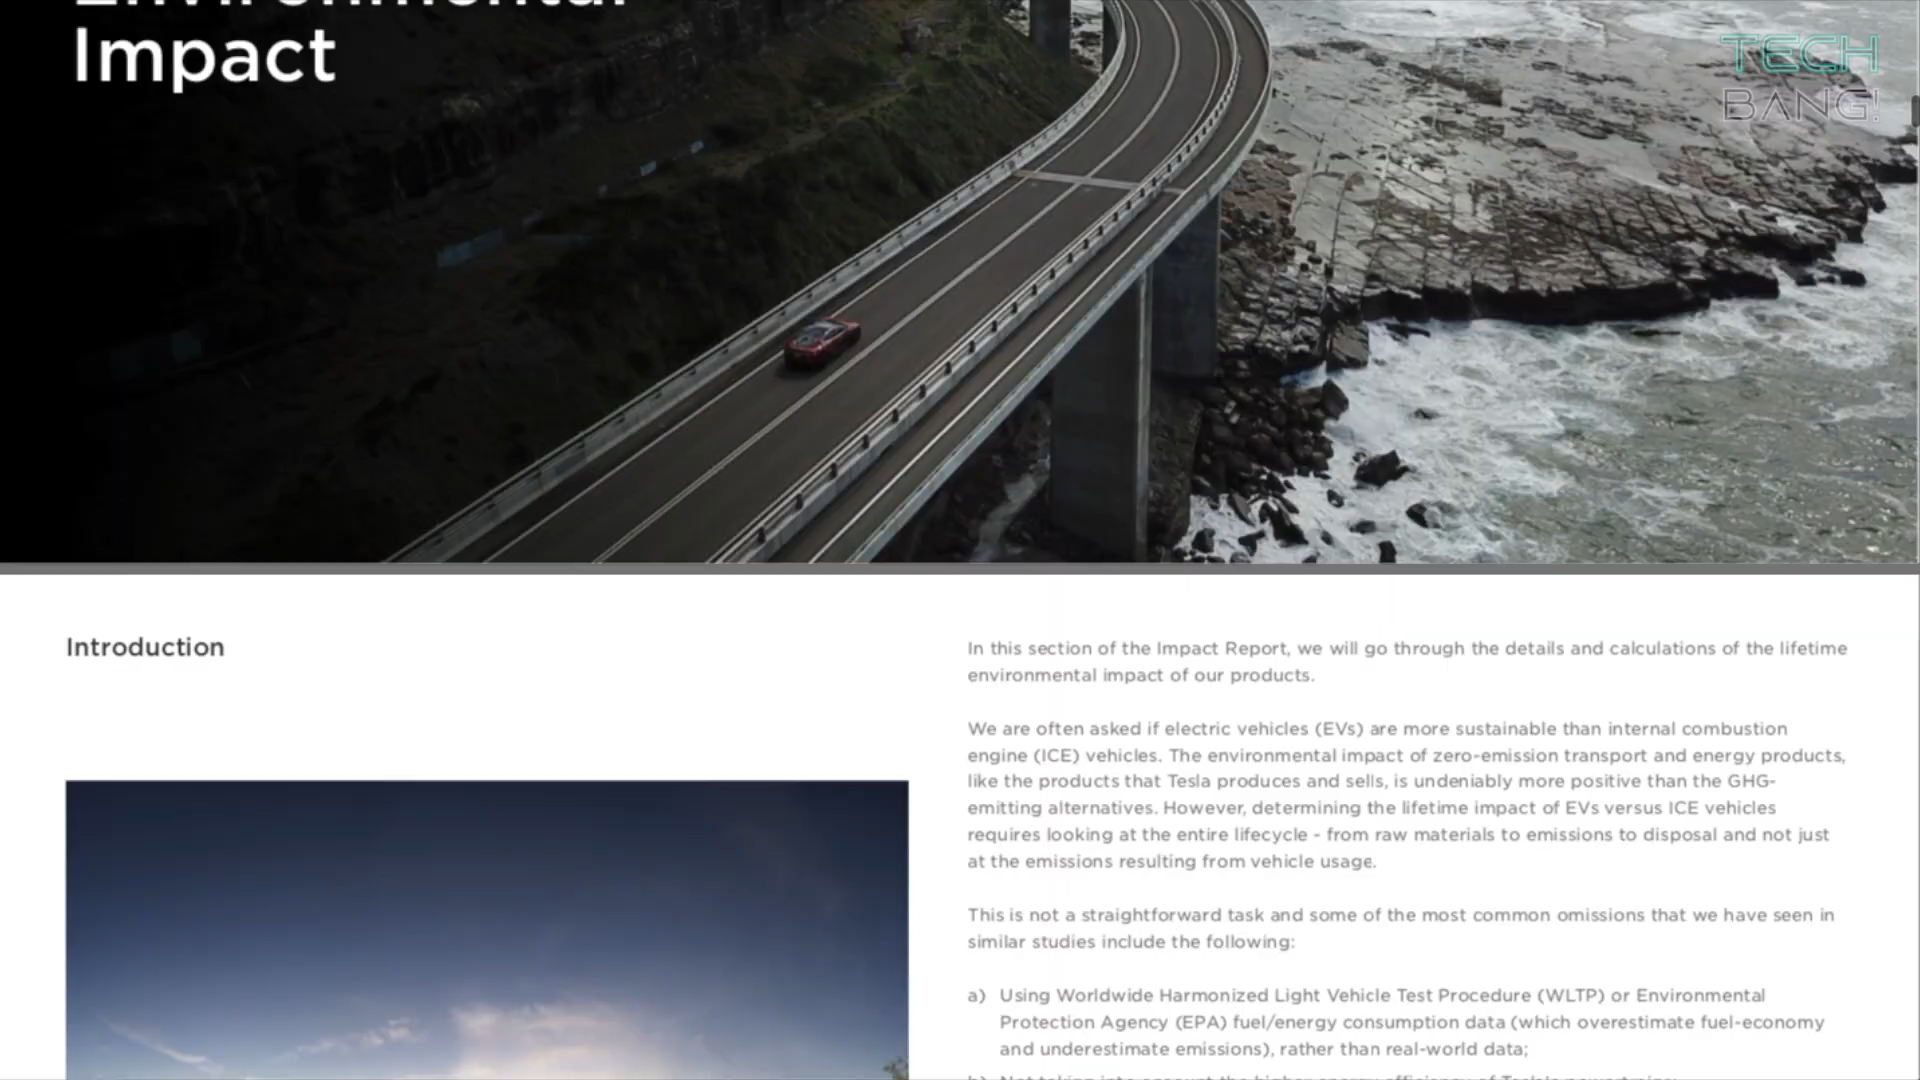 Environmental
Impact
TECH
BANG!
Introduction
In this section of the Impact Report, we will go through the details and calculations of the lifetime
environmental impact of our products.
We are often asked if electric vehicles (EVs) are more sustainable than internal combustion
engine (ICE) vehicles. The environmental impact of zero-emission transport and energy products,
like the products that Tesla produces and sells, is undeniably more positive than the GHG-
emitting alternatives. However, determining the lifetime impact of EVs versus ICE vehicles
requires looking at the entire lifecycle - from raw materials to emissions to disposal and not just
at the emissions resulting from vehicle usage.
This is not a straightforward task and some of the most common omissions that we have seen in
similar studies include the following:
a) Using Worldwide Harmonized Light Vehicle Test Procedure (WLTP) or Environmental
Protection Agency (EPA) fuel/energy consumption data (which overestimate fuel-economy
and underestimate emissions), rather than real-world data;